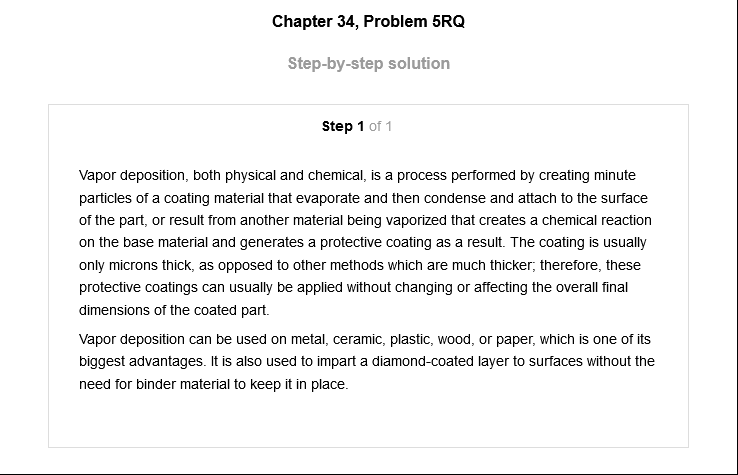 Chapter 34, Problem 5RQ
Step-by-step solution
Step 1 of 1
Vapor deposition, both physical and chemical, is a process performed by creating minute
particles of a coating material that evaporate and then condense and attach to the surface
of the part, or result from another material being vaporized that creates a chemical reaction
on the base material and generates a protective coating as a result. The coating is usually
only microns thick, as opposed to other methods which are much thicker; therefore, these
protective coatings can usually be applied without changing or affecting the overall final
dimensions of the coated part.
Vapor deposition can be used on metal, ceramic, plastic, wood, or paper, which is one of its
biggest advantages. It is also used to impart a diamond-coated layer to surfaces without the
need for binder material to keep it in place.